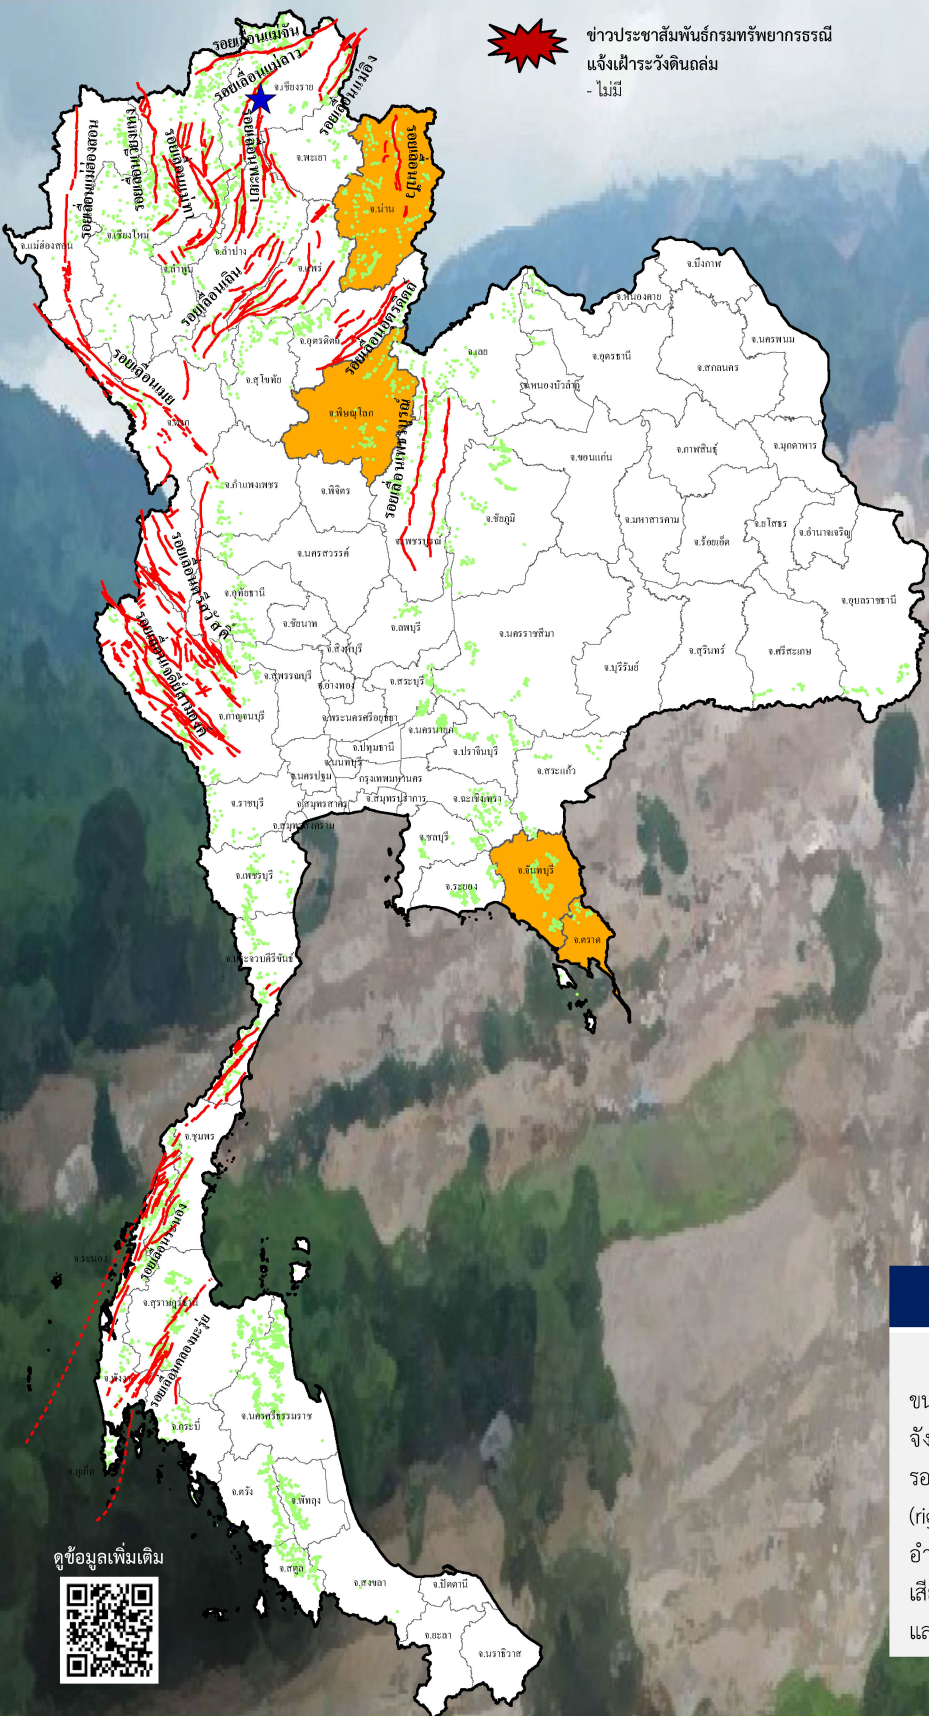 ข่าวประชาสัมพันธ์กรมทรัพยากรธรณี
แจ้งเฝ้าระวังดินถล่ม
- ไม่มี
รอยเลื่อนแม่จัน
รอยเลื่อนแม่ลาว
จ.เชียงราย
รอยเลื่อนแม่อิง
รอยเลื่อนแม่ฮ่องสอน
รอยเลื่อนแม่ทา
รอยเลื่อนพะเยา
จ.พะเยา
รอยเลื่อนปัว
จ.น่าน
จ.แม่ฮ่องสอน
จ.เชียงใหม่
จ.ลำพูน
จ.ลำปาง
จ.แพร่
รอยเลื่อนเถิน
รอยเลื่อนอุตรดิตถ์
จ.อุตรดิตถ์
รอยเลื่อนเมย
จ.สุโขทัย
จ.ตาก
จ.พิษณุโลก
รอยเลื่อนเพชรบูรณ์
จ.เลย
จ.บึงกาฬ
จ.หนองคาย
จ.นครพนม
จ.อุดรธานี
จ.สกลนคร
จ.หนองบัวลำภู
จ.กำแพงเพชร
จ.พิจิตร
จ.ขอนแก่น
จ.กาฬสินธุ์
จ.มุกดาหาร
จ.ชัยภูมิ
จ.มหาสารคาม
จ.ร้อยเอ็ด
จ.ยโสธร
จ.อำนาจเจริญ
จ.เพชรบูรณ์
จ.นครสวรรค์
รอยเลื่อนศรีสวัสดิ์
จ.อุทัยธานี
จ.ชัยนาท
จ.ลพบุรี
จ.นครราชสีมา
จ.อุบลราชธานี
จ.สิงห์บุรี
จ.บุรีรัมย์
จ.สุรินทร์
จ.ศรีสะเกษ
รอยเลื่อนเจดีย์สามองค์
จ.สุพรรณบุรี
จ.อ่างทอง
จ.สระบุรี
จ.กาญจนบุรี
จ.พระนครศรีอยุธยา
จ.นครนายก
จ.ปทุมธานี
จ.ปราจีนบุรี
จ.นนทบุรี
จ.นครปฐม
กรุงเทพมหานคร
จ.สระแก้ว
จ.ราชบุรี
จ.สมุทรสาคร
จ.สมุทรปราการ
จ.ฉะเชิงเทรา
จ.สมุทรสงคราม
จ.ชลบุรี
จ.เพชรบุรี
จ.ระยอง
จ.จันทบุรี
จ.ตราด
จ.ประจวบคีรีขันธ์
จ.ชุมพร
รอยเลื่อนระนอง
จ.ระนอง
จ.สุราษฎร์ธานี
รอยเลื่อนคลองมะรุ่ย
จ.พังงา
จ.กระบี่
จ.นครศรีธรรมราช
จ.ภูเก็ต
จ.ตรัง
จ.พัทลุง
จ.สตูล
จ.สงขลา
จ.ปัตตานี
จ.ยะลา
จ.นราธิวาส
ดูข้อมูลเพิ่มเติม
ขน
จัง
รอ
(rig
อำ
เสีย
แล